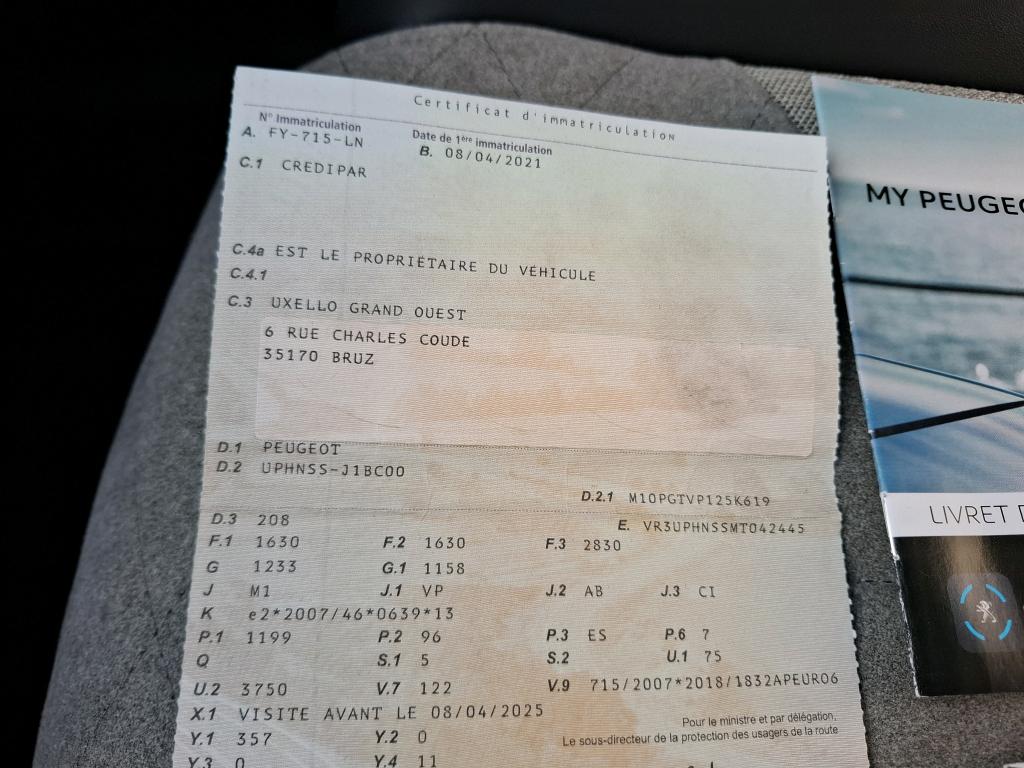 Certificat d'immatriculation
N° Immatriculation
A. FY-715-LN
Date de 1ère immatriculation
B. 08/04/2021
C.1 CREDIPAR
C.4a EST LE PROPRIÉTAIRE DU VÉHICULE
C.4.1
C.3 UXELLO GRAND OUEST
6 RUE CHARLES COUDE
35170 BRUZ
D.1 PEUGEOT
D.2 UPHNSS-J1BC00
D.2.1 M10PGTVP125K619
D.3 208
E. VR3UPHNSSMT042445
F.1 1630 F.2 1630 F.3 2830
G 1233 G.1 1158
J M1 J.1 VP J.2 AB J.3 CI
K e2*2007/46*0639*13
P.1 1199 P.2 96 P.3 ES P.6 7
Q S.1 5 S.2 U.1 75
U.2 3750 V.7 122 V.9 715/2007*2018/1832APEURO6
X.1 VISITE AVANT LE 08/04/2025
Pour le ministre et par délégation,
Le sous-directeur de la protection des usagers de la route
Y.1 357 Y.2 0
Y.3 0 Y.4 11
MY PEUGEO
LIVRET D